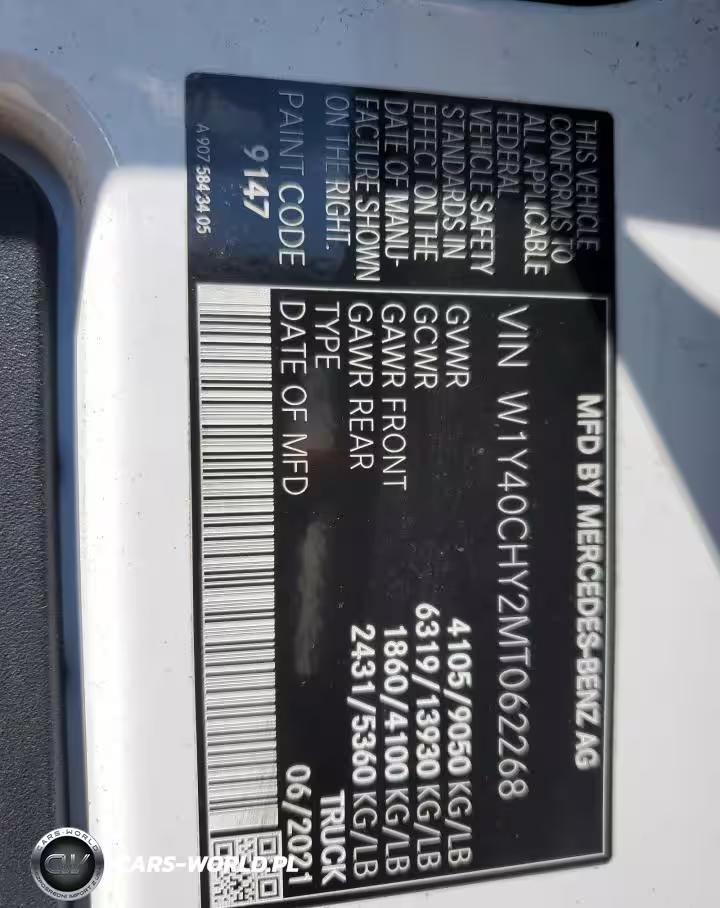 MFD BY MERCEDES-BENZ AG
THIS VEHICLE
CONFORMS TO
ALL APPLICABLE
FEDERAL
VEHICLE SAFETY
STANDARDS IN
EFFECT ON THE
DATE OF MANU-
FACTURE SHOWN
ON THE RIGHT.
PAINT CODE
9147
A 907 584 34 05
VIN W1Y40CHY2MT062268
GVWR 4105/9050 KG/LB
GCWR 6319/13930 KG/LB
GAWR FRONT 1860/4100 KG/LB
GAWR REAR 2431/5360 KG/LB
TYPE TRUCK
DATE OF MFD 06/2021
CARS-WORLD
CW
CARS-WORLD.PL